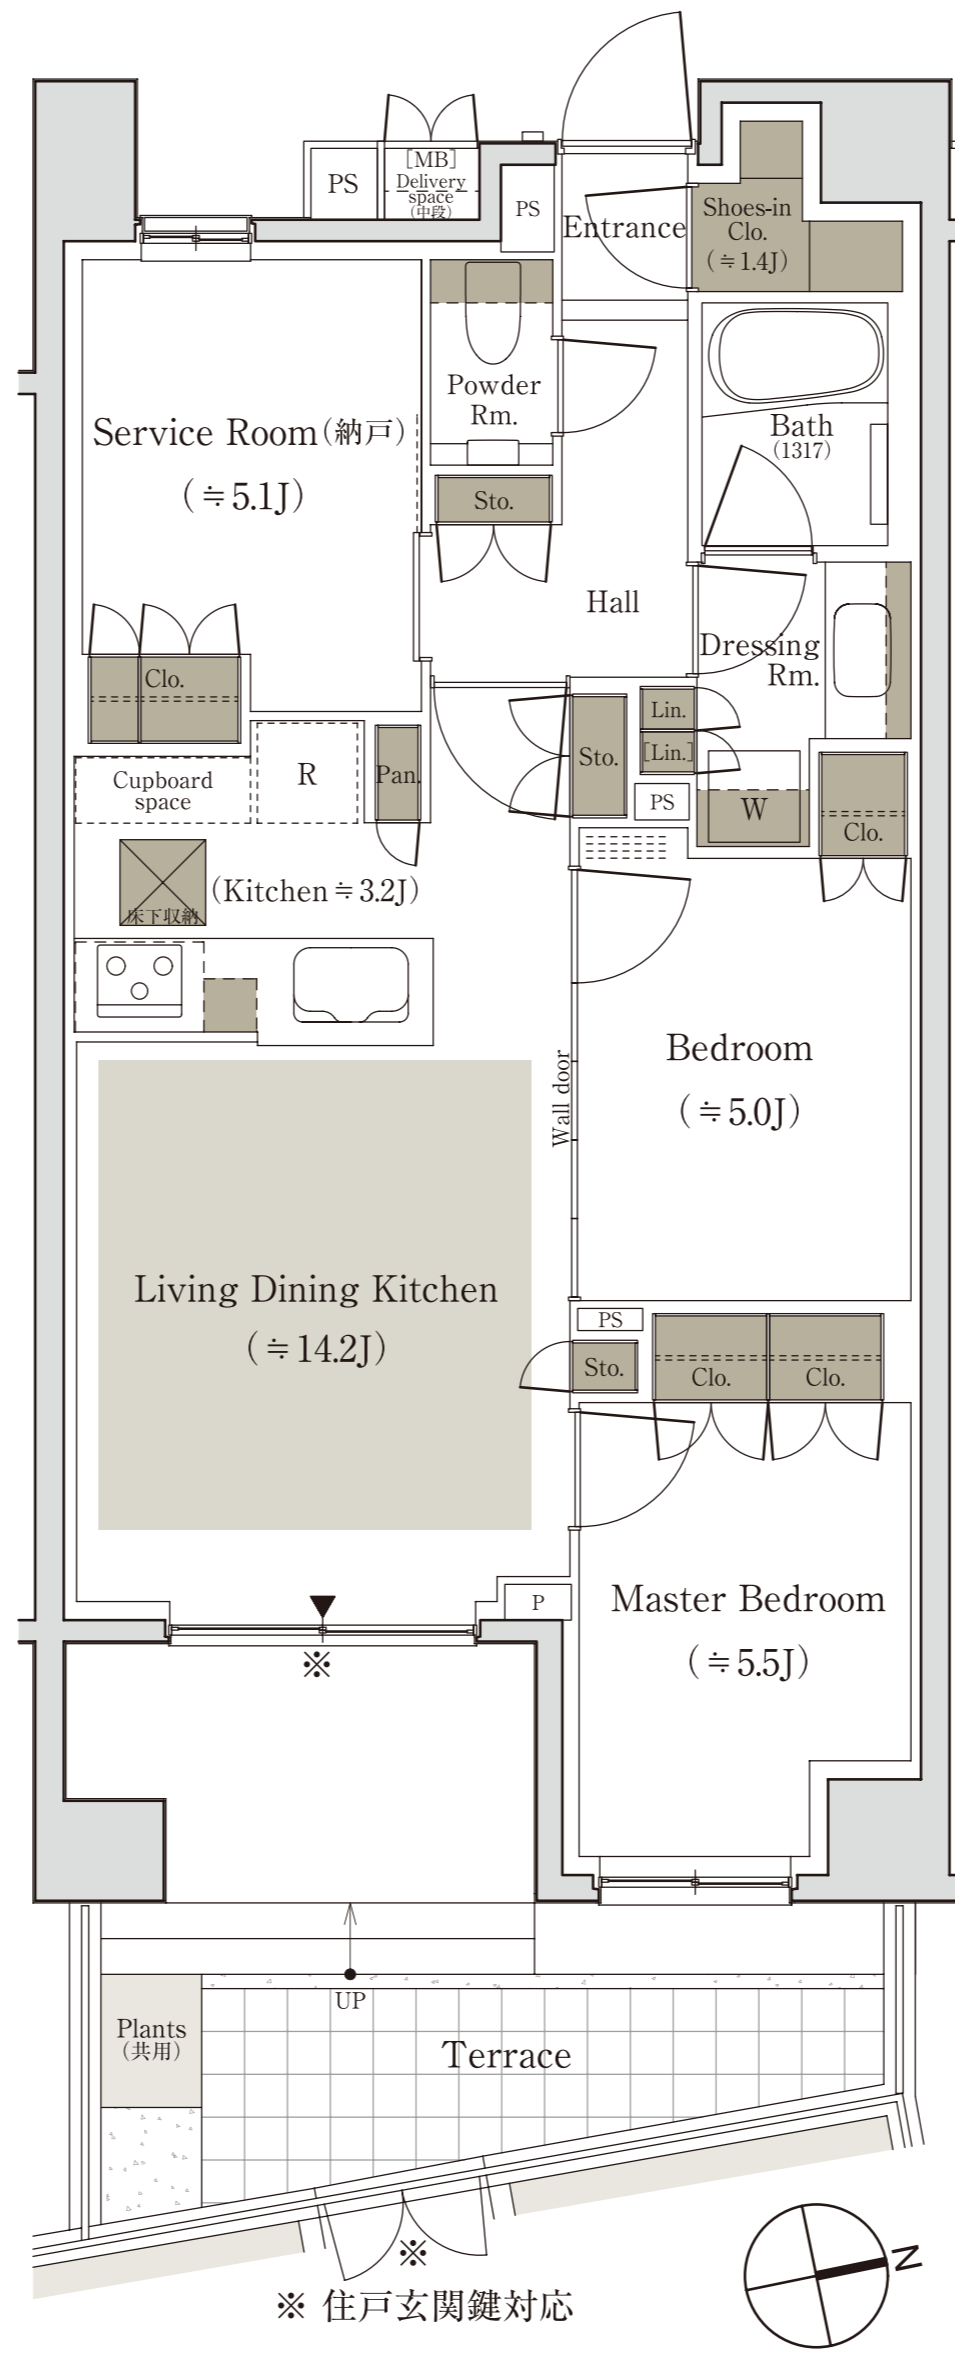 PS
[MB]
Delivery
space
(中段)
PS
Entrance
Shoes-in
Clo.
(≒1.4J)
Powder
Rm.
Service Room(納戸)
(≒5.1J)
Bath
(1317)
Sto.
Hall
Dressing
Rm.
Clo.
Lin.
[Lin.]
Sto.
PS
W
Clo.
Cupboard
space
R
Pan.
(Kitchen≒3.2J)
床下収納
Bedroom
(≒5.0J)
Wall door
Living Dining Kitchen
(≒14.2J)
PS
Sto.
Clo.
Clo.
Master Bedroom
(≒5.5J)
P
※
UP
Plants
(共用)
Terrace
※
※ 住戸玄関鍵対応
N